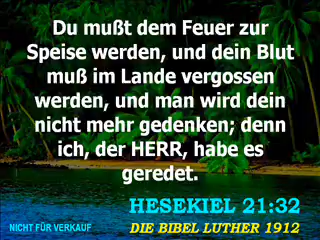 Du mußt dem Feuer zur
Speise werden, und dein Blut
muß im Lande vergossen
werden, und man wird dein
nicht mehr gedenken; denn
ich, der HERR, habe es
geredet.
HESEKIEL 21:32
NICHT FÜR VERKAUF
DIE BIBEL LUTHER 1912